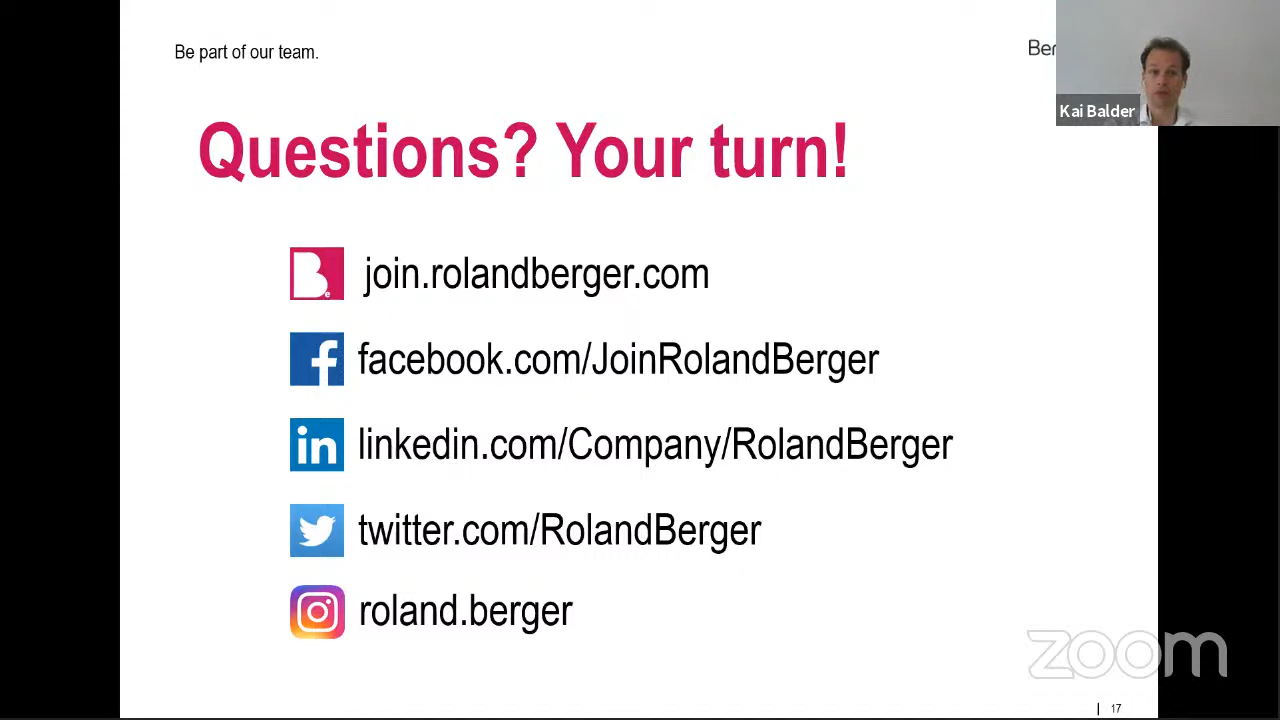 Be part of our team.
Ber
Kai Balder
Questions? Your turn!
B
e
join.rolandberger.com
f
facebook.com/JoinRolandBerger
in
linkedin.com/Company/RolandBerger
twitter.com/RolandBerger
roland.berger
zoom
17